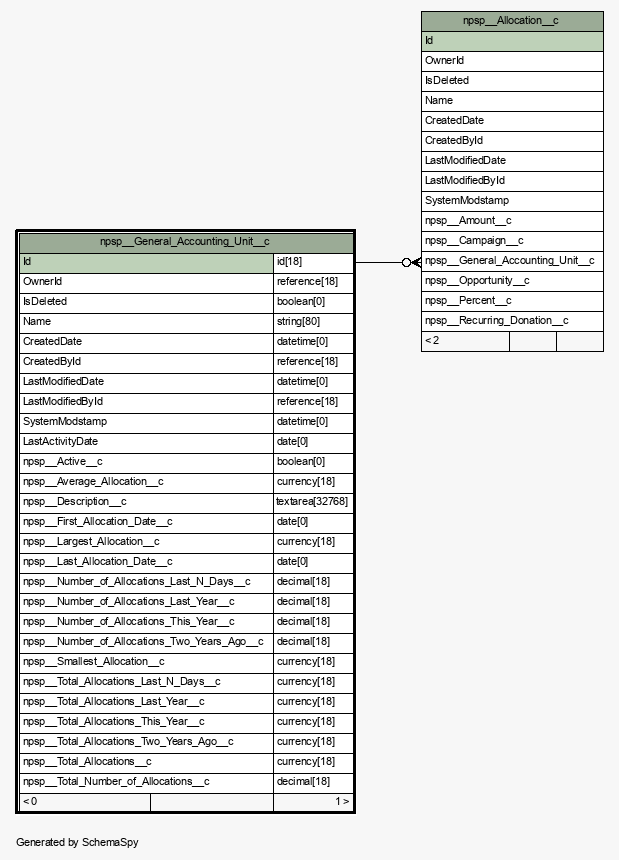 npsp__Allocation__c
Id
OwnerId
IsDeleted
Name
CreatedDate
CreatedById
LastModifiedDate
LastModifiedById
SystemModstamp
npsp__Amount__c
npsp__Campaign__c
npsp__General_Accounting_Unit__c
npsp__Opportunity__c
npsp__Percent__c
npsp__Recurring_Donation__c
< 2
npsp__General_Accounting_Unit__c
Id id[18]
OwnerId reference[18]
IsDeleted boolean[0]
Name string[80]
CreatedDate datetime[0]
CreatedById reference[18]
LastModifiedDate datetime[0]
LastModifiedById reference[18]
SystemModstamp datetime[0]
LastActivityDate date[0]
npsp__Active__c boolean[0]
npsp__Average_Allocation__c currency[18]
npsp__Description__c textarea[32768]
npsp__First_Allocation_Date__c date[0]
npsp__Largest_Allocation__c currency[18]
npsp__Last_Allocation_Date__c date[0]
npsp__Number_of_Allocations_Last_N_Days__c decimal[18]
npsp__Number_of_Allocations_Last_Year__c decimal[18]
npsp__Number_of_Allocations_This_Year__c decimal[18]
npsp__Number_of_Allocations_Two_Years_Ago__c decimal[18]
npsp__Smallest_Allocation__c currency[18]
npsp__Total_Allocations_Last_N_Days__c currency[18]
npsp__Total_Allocations_Last_Year__c currency[18]
npsp__Total_Allocations_This_Year__c currency[18]
npsp__Total_Allocations_Two_Years_Ago__c currency[18]
npsp__Total_Allocations__c currency[18]
npsp__Total_Number_of_Allocations__c decimal[18]
< 0 1 >
Generated by SchemaSpy